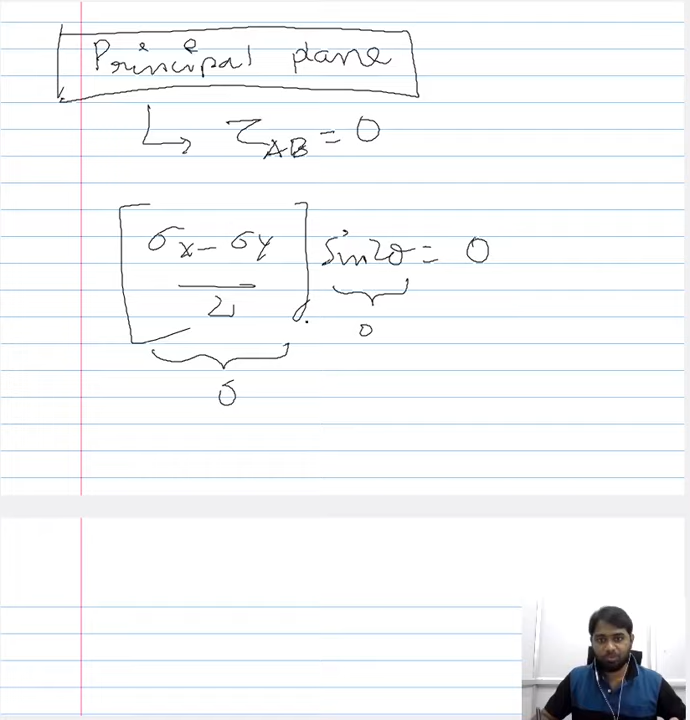 Principal plane
↳ τAB = 0
[σx - σy / 2] sin2θ = 0
0
0